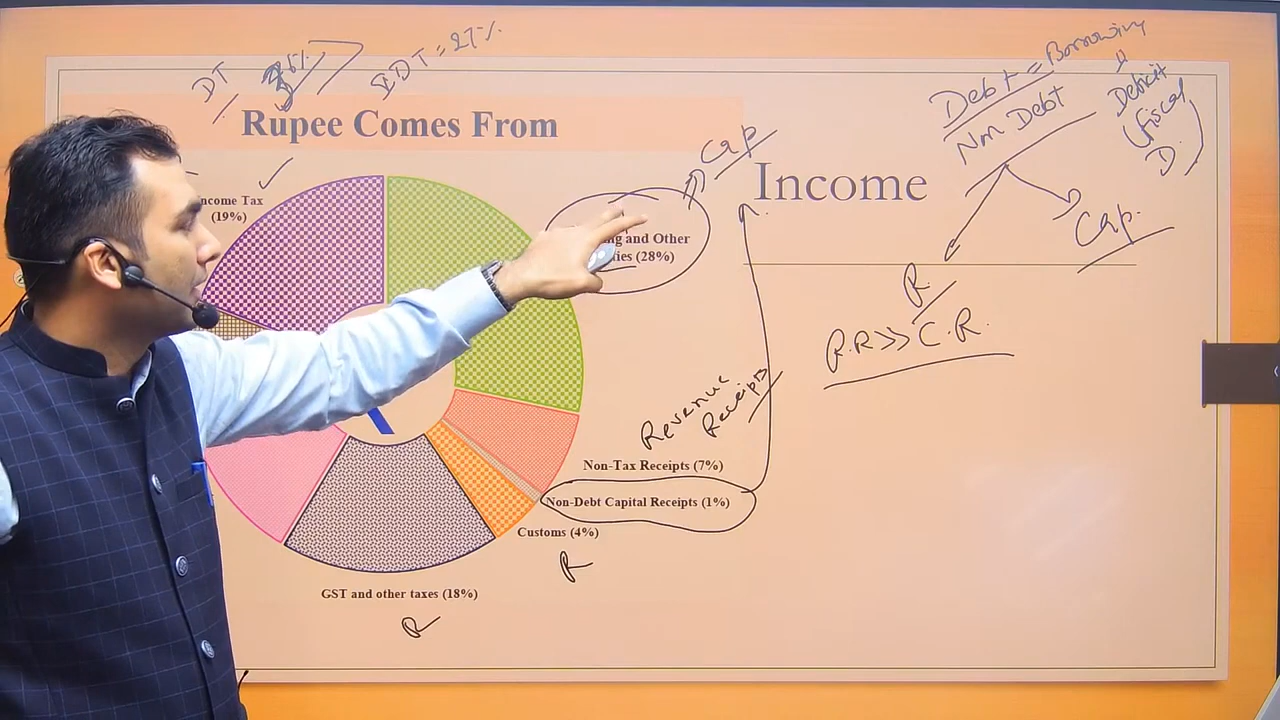 DT
36%
IDT = 27%
Rupee Comes From
Income Tax
(19%)
Cap
and Other
(28%)
Income
Debt = Borrowing
Non Debt
Deficit
(Fiscal
D.)
Cap.
R
R.R >> C.R.
Revenue
Receipts
Non-Tax Receipts (7%)
Non-Debt Capital Receipts (1%)
Customs (4%)
R
GST and other taxes (18%)
R